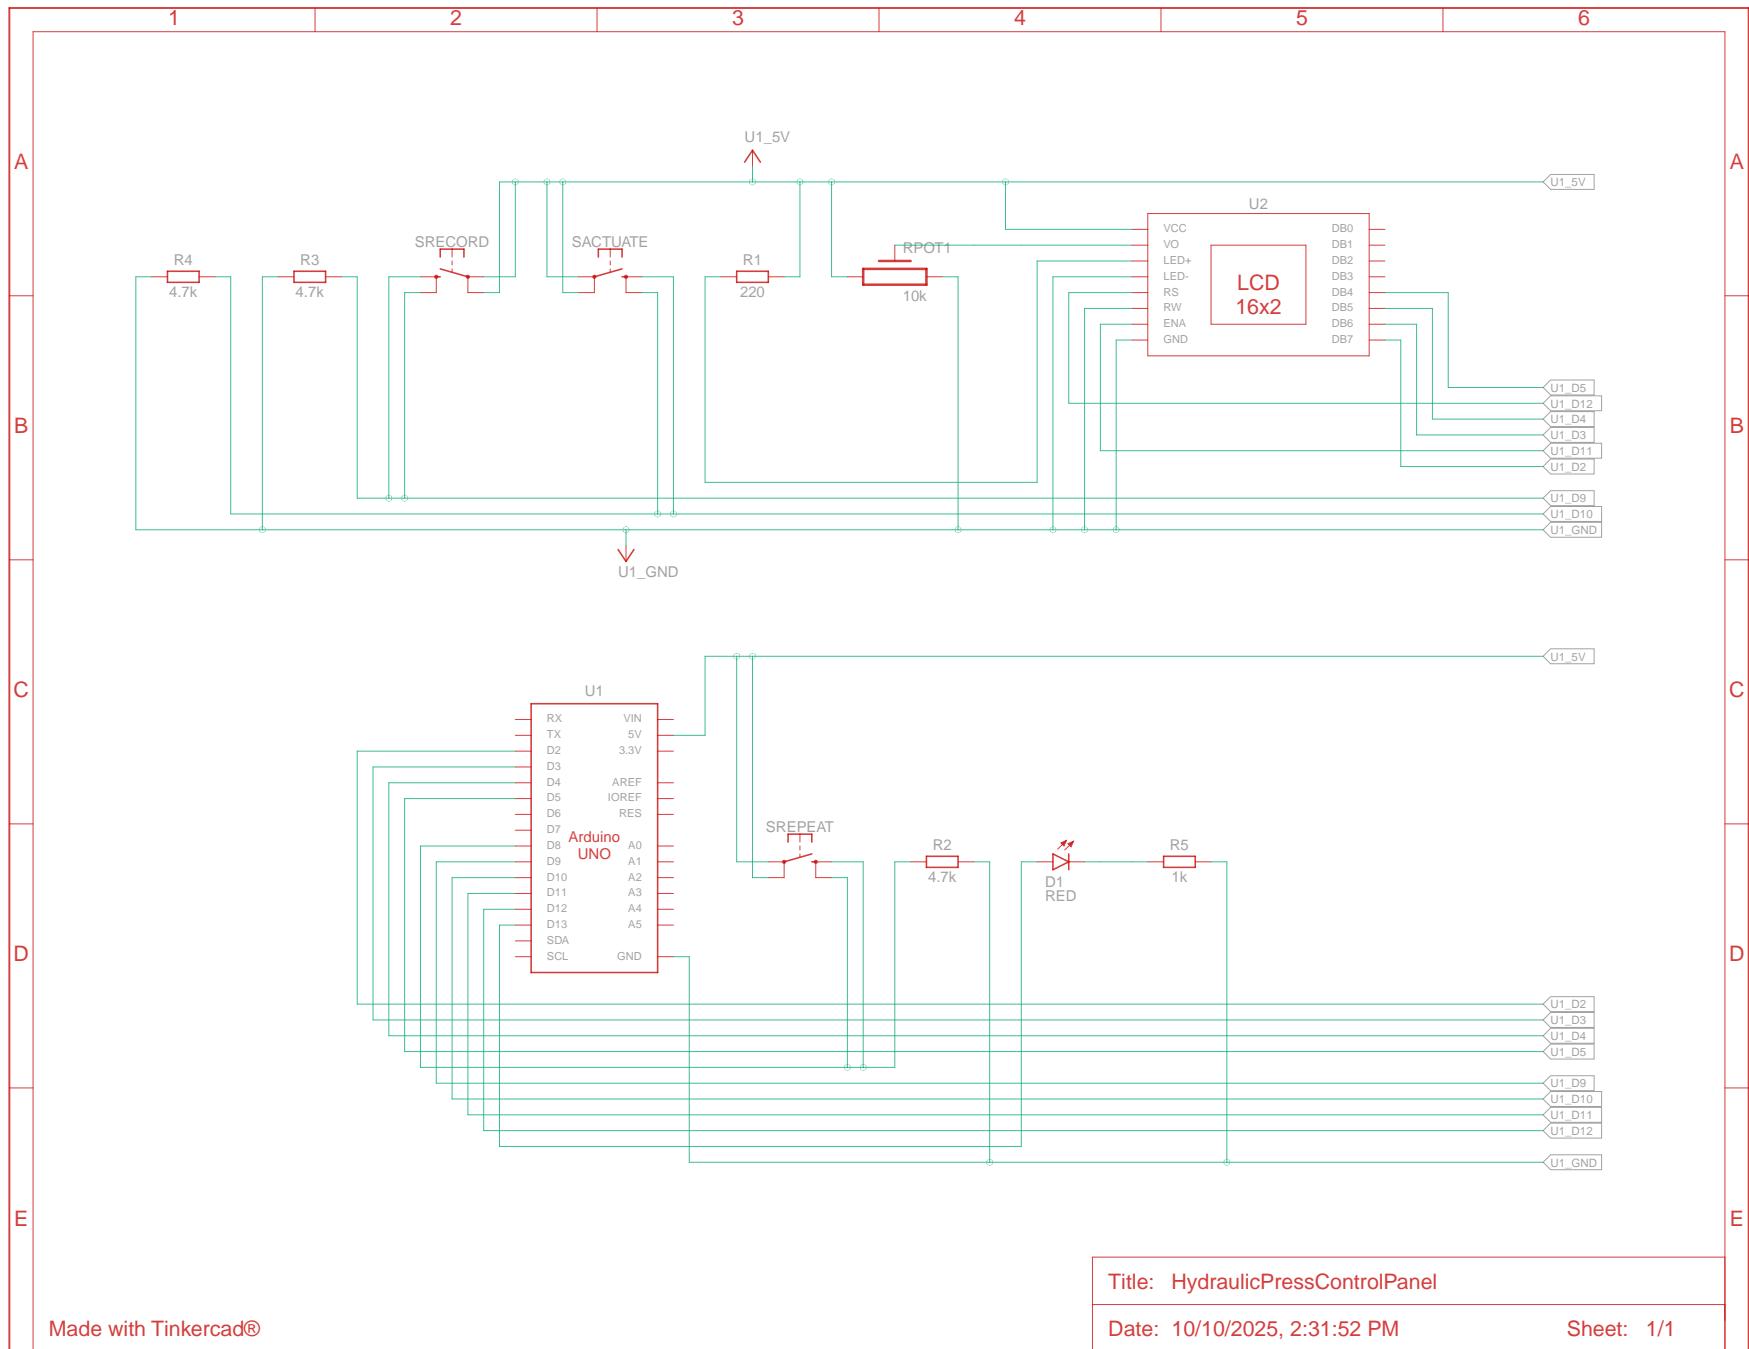 1 2 3 4 5 6
A A
U1_5V
U1_5V
U2
SRECORD SACTUATE RPOT1
R4 R3 R1
4.7k 4.7k 220 10k
VCC DB0
VO DB1
LED+ DB2
LED- DB3
RS DB4
RW DB5
ENA DB6
GND DB7
LCD
16x2
B B
U1_D5
U1_D12
U1_D4
U1_D3
U1_D11
U1_D2
U1_D9
U1_D10
U1_GND
U1_GND
C C
U1_5V
U1
RX VIN
TX 5V
D2 3.3V
D3
D4 AREF
D5 IOREF
D6 RES
D7
D8 A0
D9 A1
D10 A2
D11 A3
D12 A4
D13 A5
SDA
SCL GND
Arduino
UNO
SREPEAT R2 R5
4.7k 1k
D1
RED
D D
U1_D2
U1_D3
U1_D4
U1_D5
U1_D9
U1_D10
U1_D11
U1_D12
U1_GND
E E
Title: HydraulicPressControlPanel
Made with Tinkercad®
Date: 10/10/2025, 2:31:52 PM Sheet: 1/1